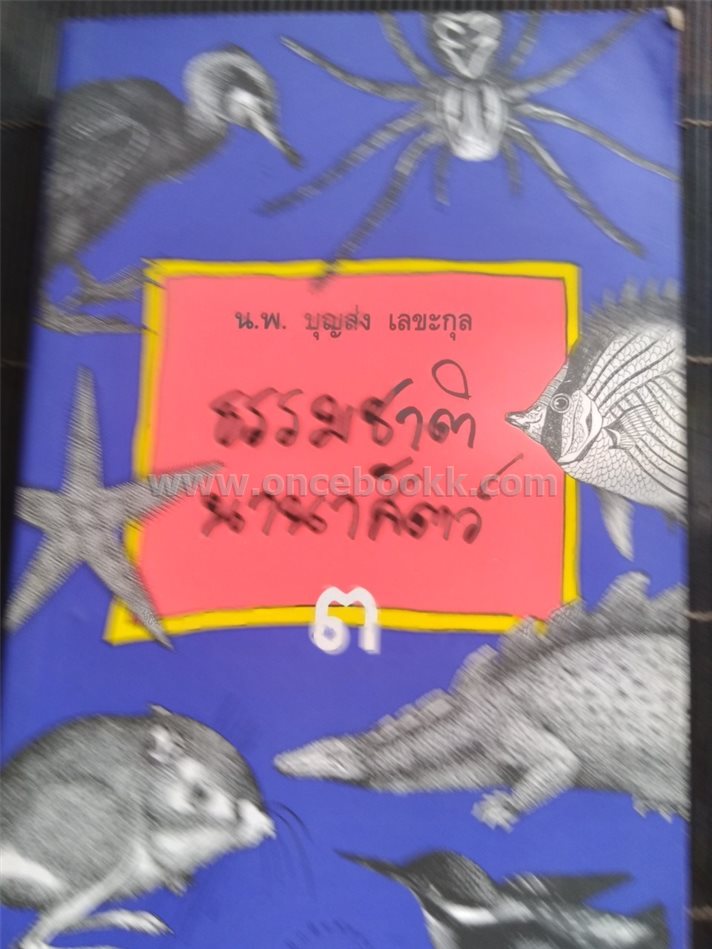 น.พ. บุญส่ง เลขะกุล
ธรรมชาติ
www.oncebookk.com
นานาสัตว์
๓